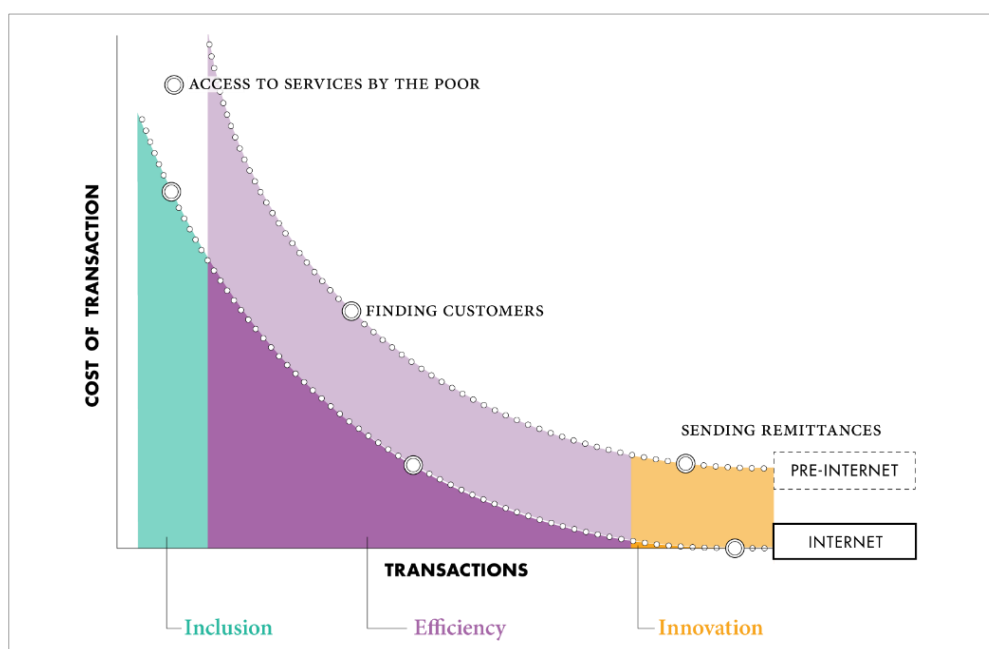 ACCESS TO SERVICES BY THE POOR
COST OF TRANSACTION
FINDING CUSTOMERS
SENDING REMITTANCES
PRE-INTERNET
INTERNET
TRANSACTIONS
Inclusion
Efficiency
Innovation